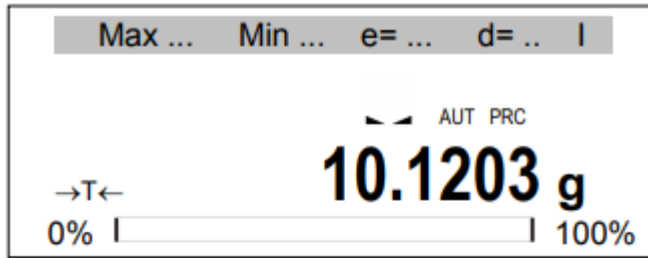 Max ... Min ... e= ... d= .. I
AUT PRC
10.1203 g
→T←
0% 100%